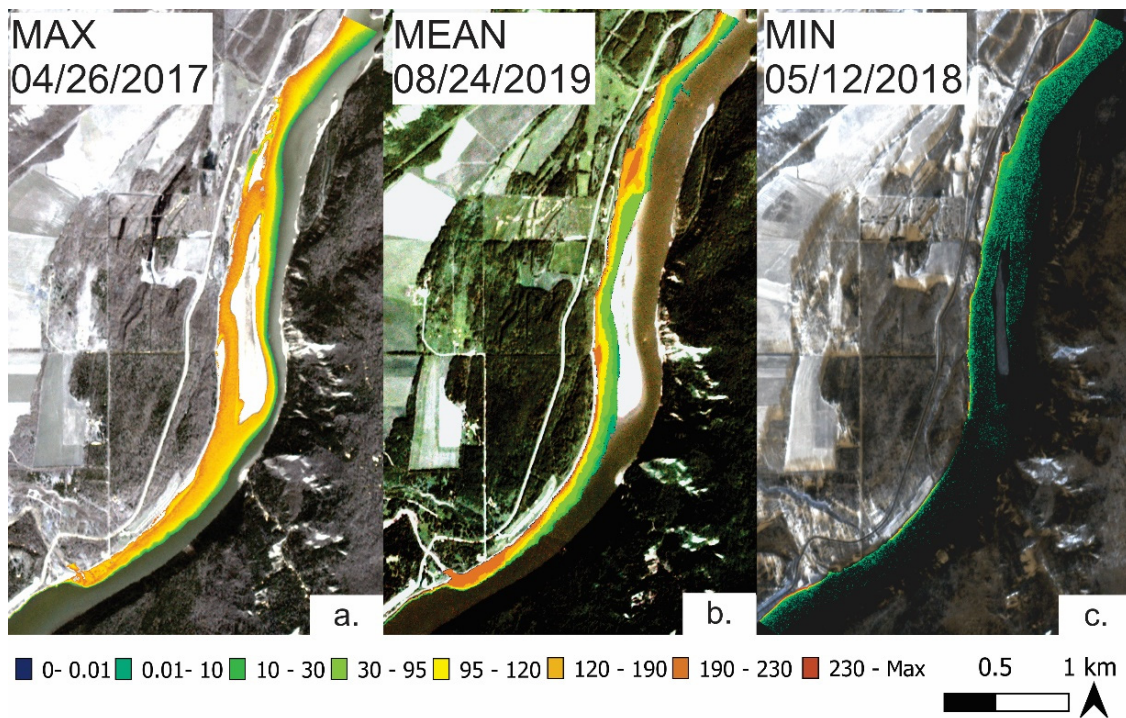 MAX
04/26/2017
MEAN
08/24/2019
MIN
05/12/2018
a.
b.
c.
0- 0.01 0.01- 10 10 - 30 30 - 95 95 - 120 120 - 190 190 - 230 230 - Max
0.5 1 km